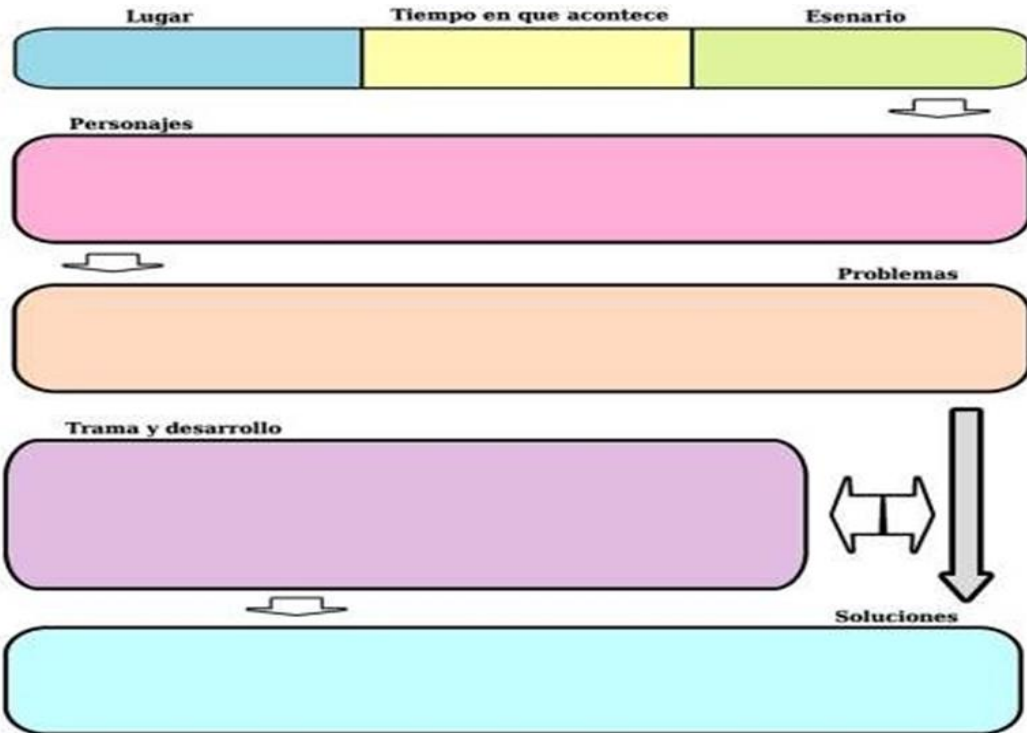 Lugar
Tiempo en que acontece
Esenario
Personajes
Problemas
Trama y desarrollo
Soluciones